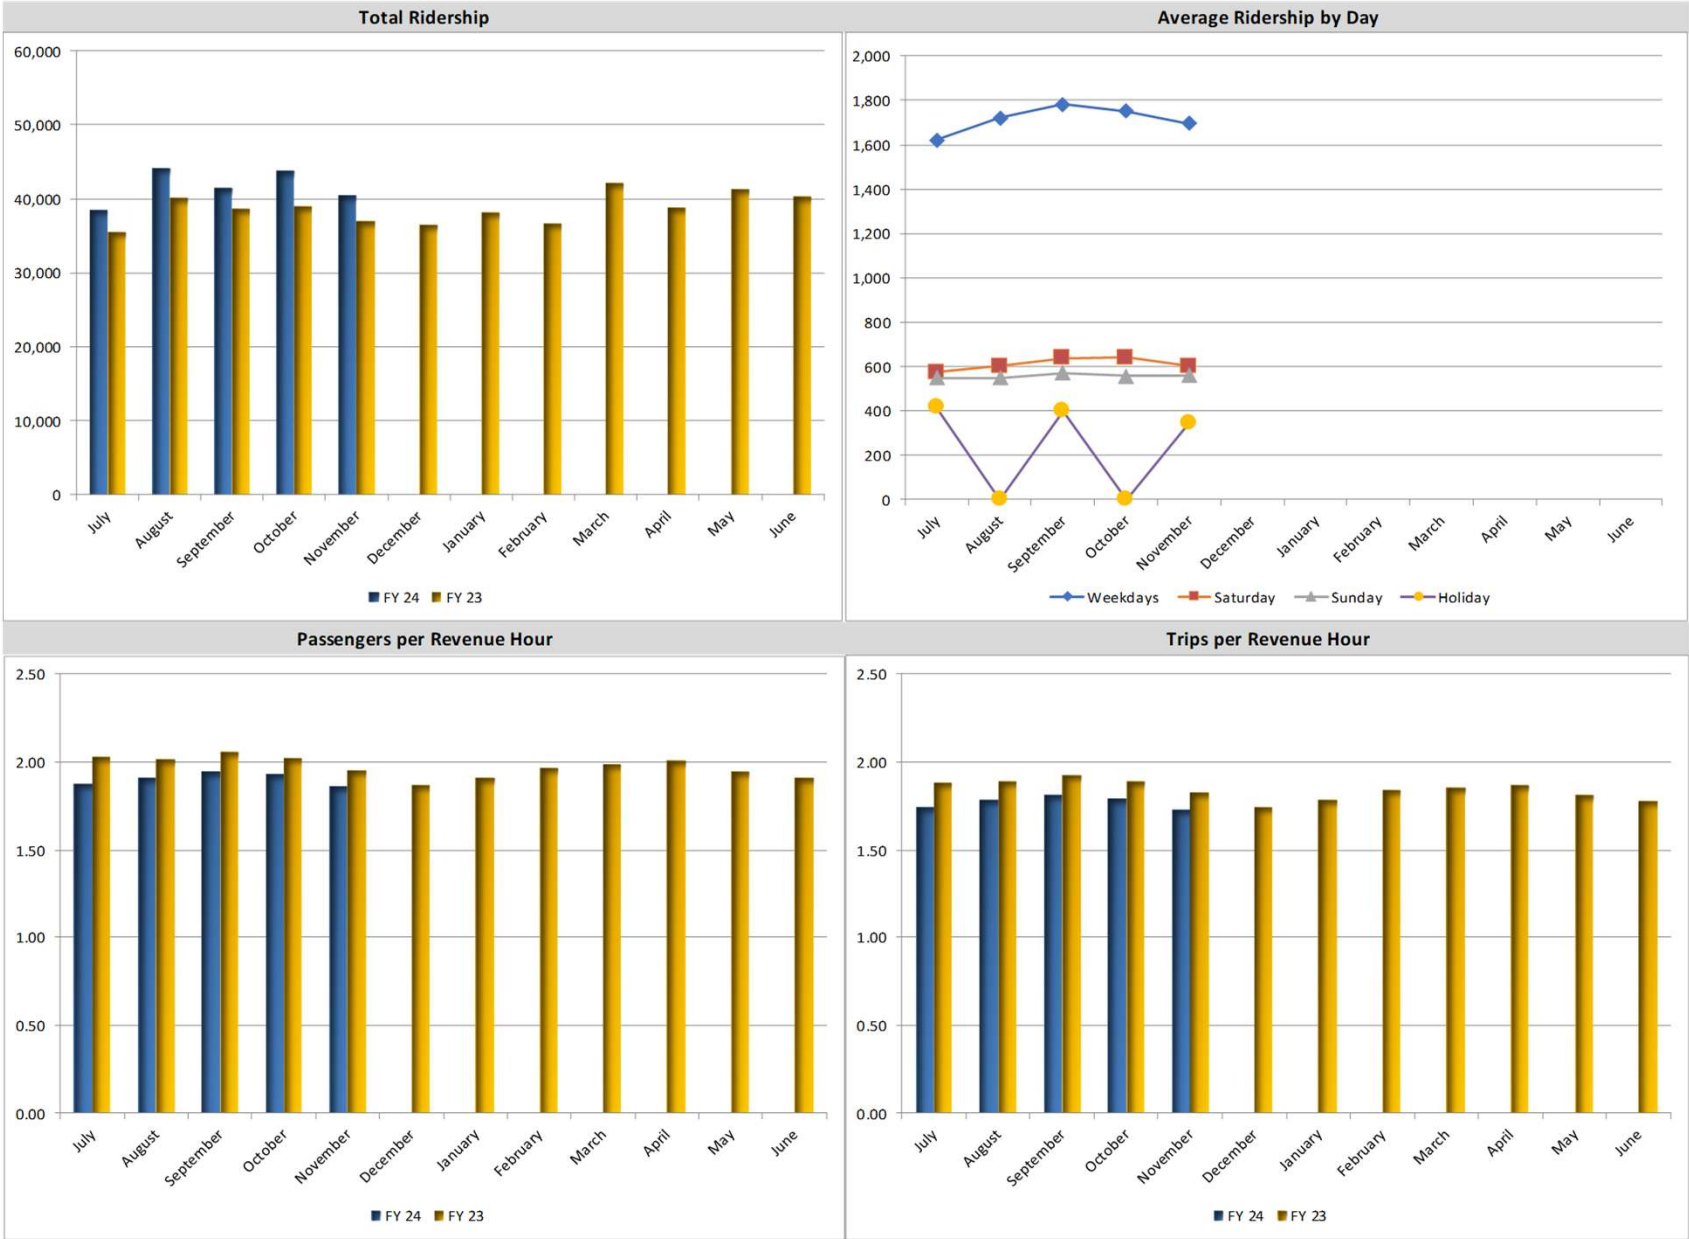 Total Ridership
60,000
50,000
40,000
30,000
20,000
10,000
0
July August September October November December January February March April May June
FY 24 FY 23
Average Ridership by Day
2,000
1,800
1,600
1,400
1,200
1,000
800
600
400
200
0
July August September October November December January February March April May June
Weekdays Saturday Sunday Holiday
Passengers per Revenue Hour
2.50
2.00
1.50
1.00
0.50
0.00
July August September October November December January February March April May June
FY 24 FY 23
Trips per Revenue Hour
2.50
2.00
1.50
1.00
0.50
0.00
July August September October November December January February March April May June
FY 24 FY 23